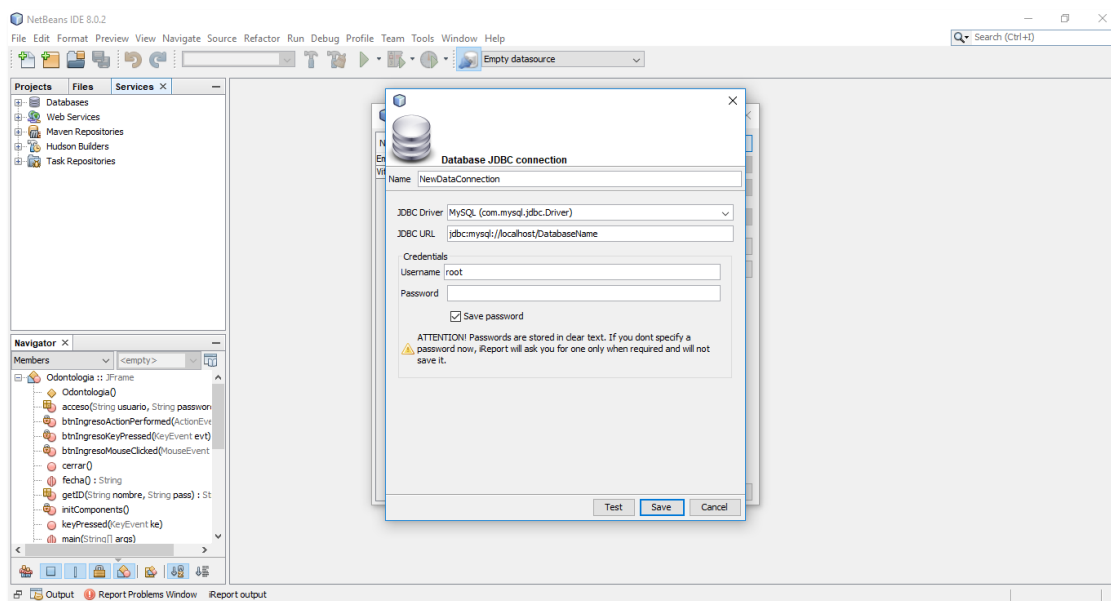 NetBeans IDE 8.0.2
File Edit Format Preview View Navigate Source Refactor Run Debug Profile Team Tools Window Help
Search (Ctrl+I)
Empty datasource
Projects Files Services
Databases
Web Services
Maven Repositories
Hudson Builders
Task Repositories
Database JDBC connection
Name NewDataConnection
JDBC Driver MySQL (com.mysql.jdbc.Driver)
JDBC URL jdbc:mysql://localhost/DatabaseName
Credentials
Username root
Password
Save password
ATTENTION! Passwords are stored in clear text. If you dont specify a
password now, iReport will ask you for one only when required and will not
save it.
Test Save Cancel
Navigator
Members <empty>
Odontologia :: JFrame
Odontologia()
acceso(String usuario, String
btnIngresoActionPerformed(
btnIngresoKeyPressed(KeyEvent evt)
btnIngresoMouseClicked(MouseEvent
cerrar()
fecha() : String
getID(String nombre, String pass) : St
initComponents()
keyPressed(KeyEvent ke)
main(String[] args)
Output Report Problems Window iReport output